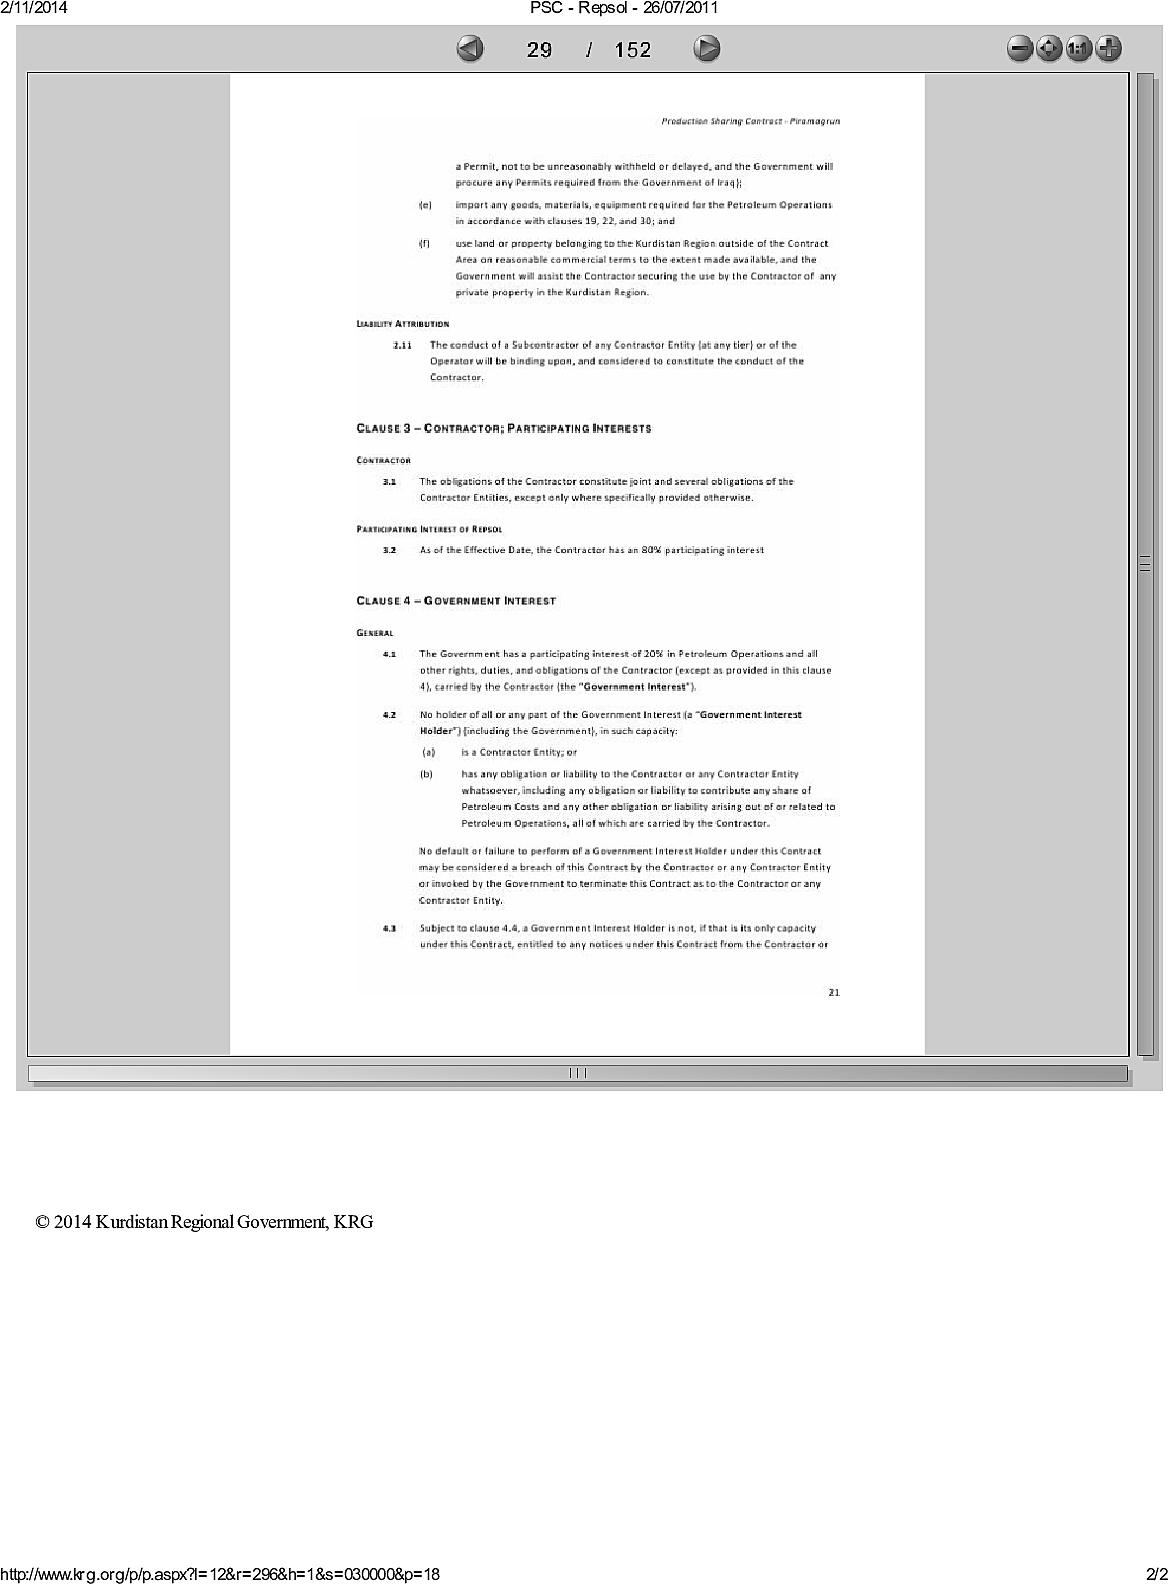 2/11/2014 PSC - Repsol - 26/07/2011
29 / 152
1:1
Production Sharing Contract - Piramagrun
a Permit, not to be unreasonably withheld or delayed, and the Government will
procure any Permits required from the Government of Iraq);
(e) import any goods, materials, equipment required for the Petroleum Operations
in accordance with clauses 19, 22, and 30; and
(f) use land or property belonging to the Kurdistan Region outside of the Contract
Area on reasonable commercial terms to the extent made available, and the
Government will assist the Contractor securing the use by the Contractor of any
private property in the Kurdistan Region.
LIABILITY ATTRIBUTION
2.11 The conduct of a Subcontractor of any Contractor Entity (at any tier) or of the
Operator will be binding upon, and considered to constitute the conduct of the
Contractor.
CLAUSE 3 – CONTRACTOR; PARTICIPATING INTERESTS
CONTRACTOR
3.1 The obligations of the Contractor constitute joint and several obligations of the
Contractor Entities, except only where specifically provided otherwise.
PARTICIPATING INTEREST OF REPSOL
3.2 As of the Effective Date, the Contractor has an 80% participating interest
CLAUSE 4 – GOVERNMENT INTEREST
GENERAL
4.1 The Government has a participating interest of 20% in Petroleum Operations and all
other rights, duties, and obligations of the Contractor (except as provided in this clause
4), carried by the Contractor (the "Government Interest").
4.2 No holder of all or any part of the Government Interest (a "Government Interest
Holder") (including the Government), in such capacity:
(a) is a Contractor Entity; or
(b) has any obligation or liability to the Contractor or any Contractor Entity
whatsoever, including any obligation or liability to contribute any share of
Petroleum Costs and any other obligation or liability arising out of or related to
Petroleum Operations, all of which are carried by the Contractor.
No default or failure to perform of a Government Interest Holder under this Contract
may be considered a breach of this Contract by the Contractor or any Contractor Entity
or invoked by the Government to terminate this Contract as to the Contractor or any
Contractor Entity.
4.3 Subject to clause 4.4, a Government Interest Holder is not, if that is its only capacity
under this Contract, entitled to any notices under this Contract from the Contractor or
21
© 2014 Kurdistan Regional Government, KRG
http://www.krg.org/p/p.aspx?l=12&r=296&h=1&s=030000&p=18 2/2